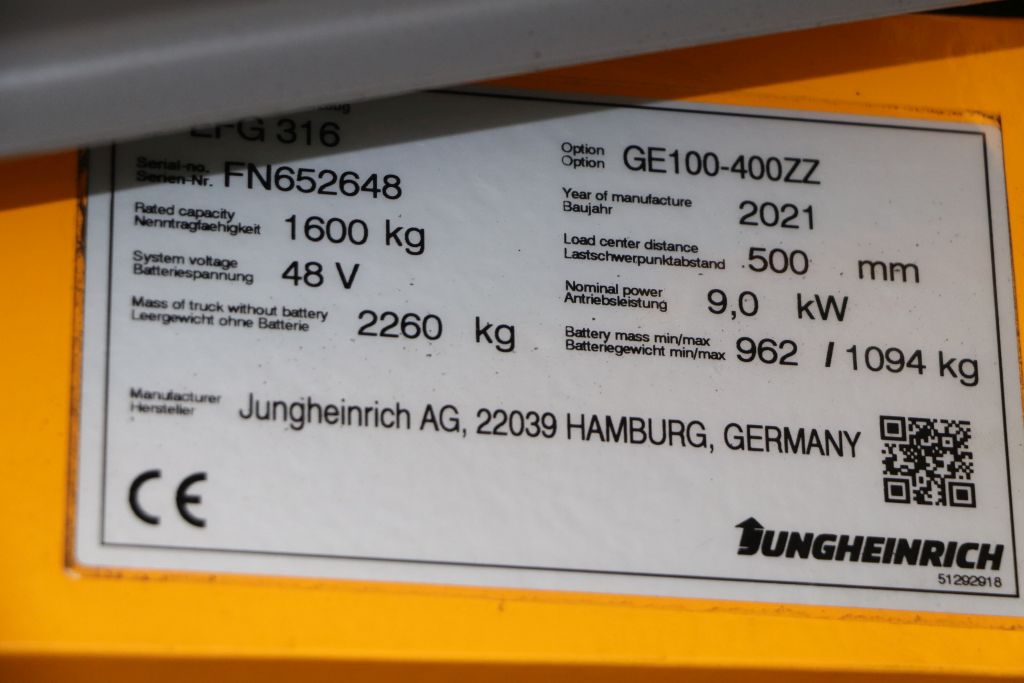 EFG 316
Serial-no.
Serien-Nr. FN652648
Rated capacity
Nenntragfaehigkeit 1600 kg
System voltage
Batteriespannung 48 V
Mass of truck without battery
Leergewicht ohne Batterie 2260 kg
Option
Option GE100-400ZZ
Year of manufacture
Baujahr 2021
Load center distance
Lastschwerpunktabstand 500 mm
Nominal power
Antriebsleistung 9,0 kW
Battery mass min/max
Batteriegewicht min/max 962 / 1094 kg
Manufacturer
Hersteller Jungheinrich AG, 22039 HAMBURG, GERMANY
CE
JUNGHEINRICH
51292918